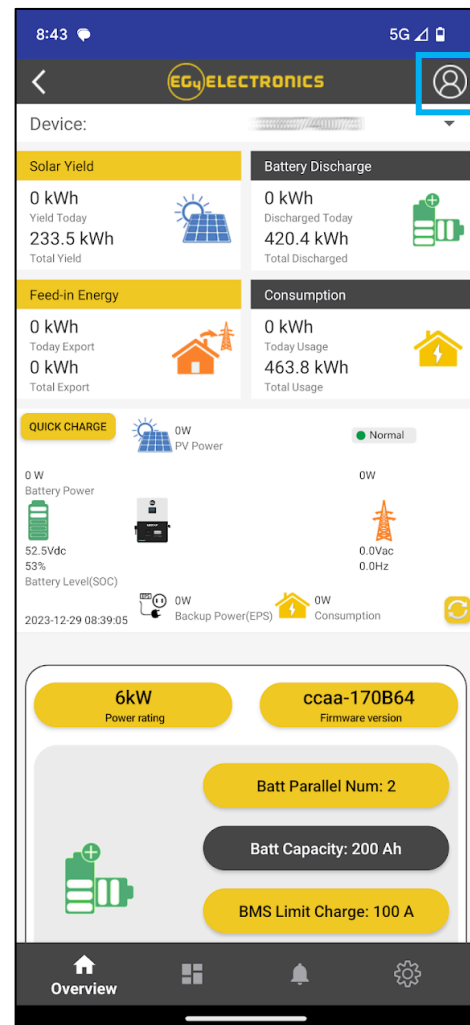 8:43
5G
EG4 ELECTRONICS
Device:
Solar Yield
0 kWh
Yield Today
233.5 kWh
Total Yield
Battery Discharge
0 kWh
Discharged Today
420.4 kWh
Total Discharged
Feed-in Energy
0 kWh
Today Export
0 kWh
Total Export
Consumption
0 kWh
Today Usage
463.8 kWh
Total Usage
QUICK CHARGE
0W
PV Power
Normal
0 W
Battery Power
0W
52.5Vdc
53%
Battery Level(SOC)
0.0Vac
0.0Hz
2023-12-29 08:39:05
EPS
0W
Backup Power(EPS)
0W
Consumption
6kW
Power rating
ccaa-170B64
Firmware version
Batt Parallel Num: 2
Batt Capacity: 200 Ah
BMS Limit Charge: 100 A
Overview